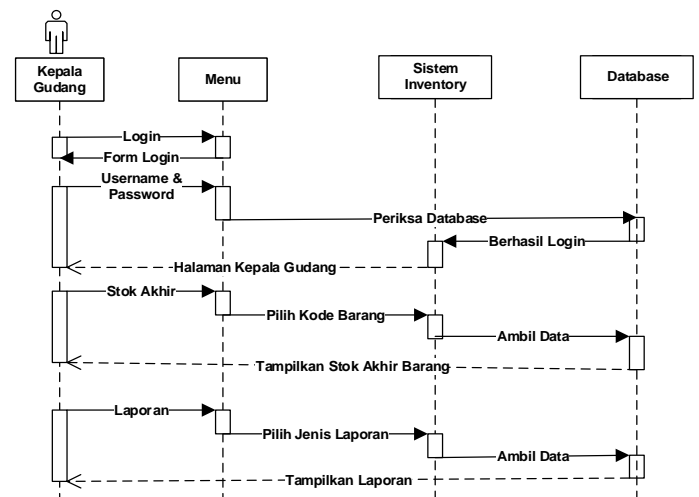 Kepala
Gudang
Menu
Sistem
Inventory
Database
Login
Form Login
Username &
Password
Periksa Database
Berhasil Login
Halaman Kepala Gudang
Stok Akhir
Pilih Kode Barang
Ambil Data
Tampilkan Stok Akhir Barang
Laporan
Pilih Jenis Laporan
Ambil Data
Tampilkan Laporan